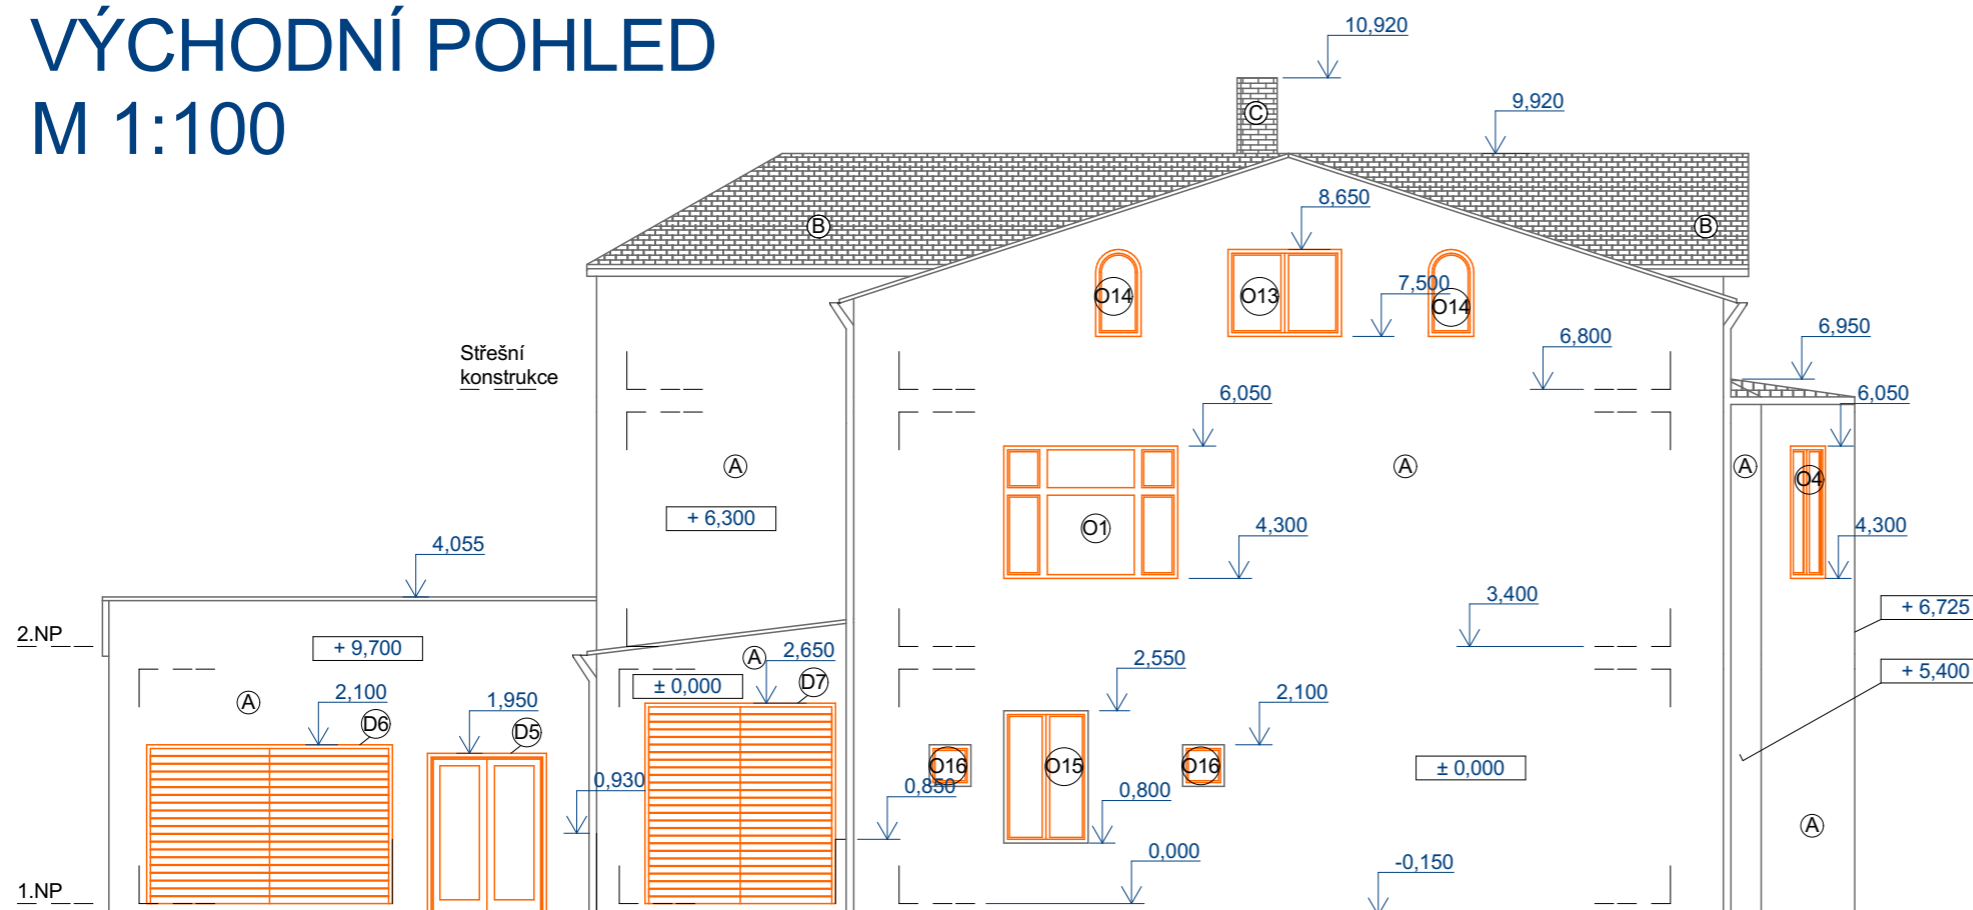 VÝCHODNÍ POHLED
M 1:100
10,920
9,920
C
B
B
8,650
7,500
O14
O13
O14
6,800
6,950
Střešní
konstrukce
6,050
6,050
A
A
A
O4
+ 6,300
O1
4,300
4,300
4,055
3,400
+ 6,725
2.NP
+ 9,700
A
2,650
2,550
+ 5,400
± 0,000
D7
A
2,100
D6
1,950
D5
2,100
O16
O15
O16
± 0,000
0,930
0,850
0,800
A
0,000
-0,150
1.NP